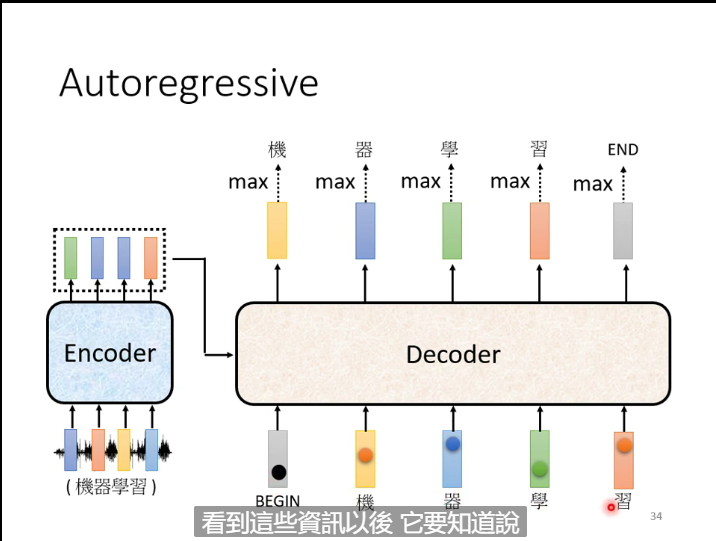 Autoregressive
機 器 學 習 END
max max max max max
Encoder
Decoder
(機器學習)
BEGIN 機 器 學 習
看到這些資訊以後 它要知道說
34